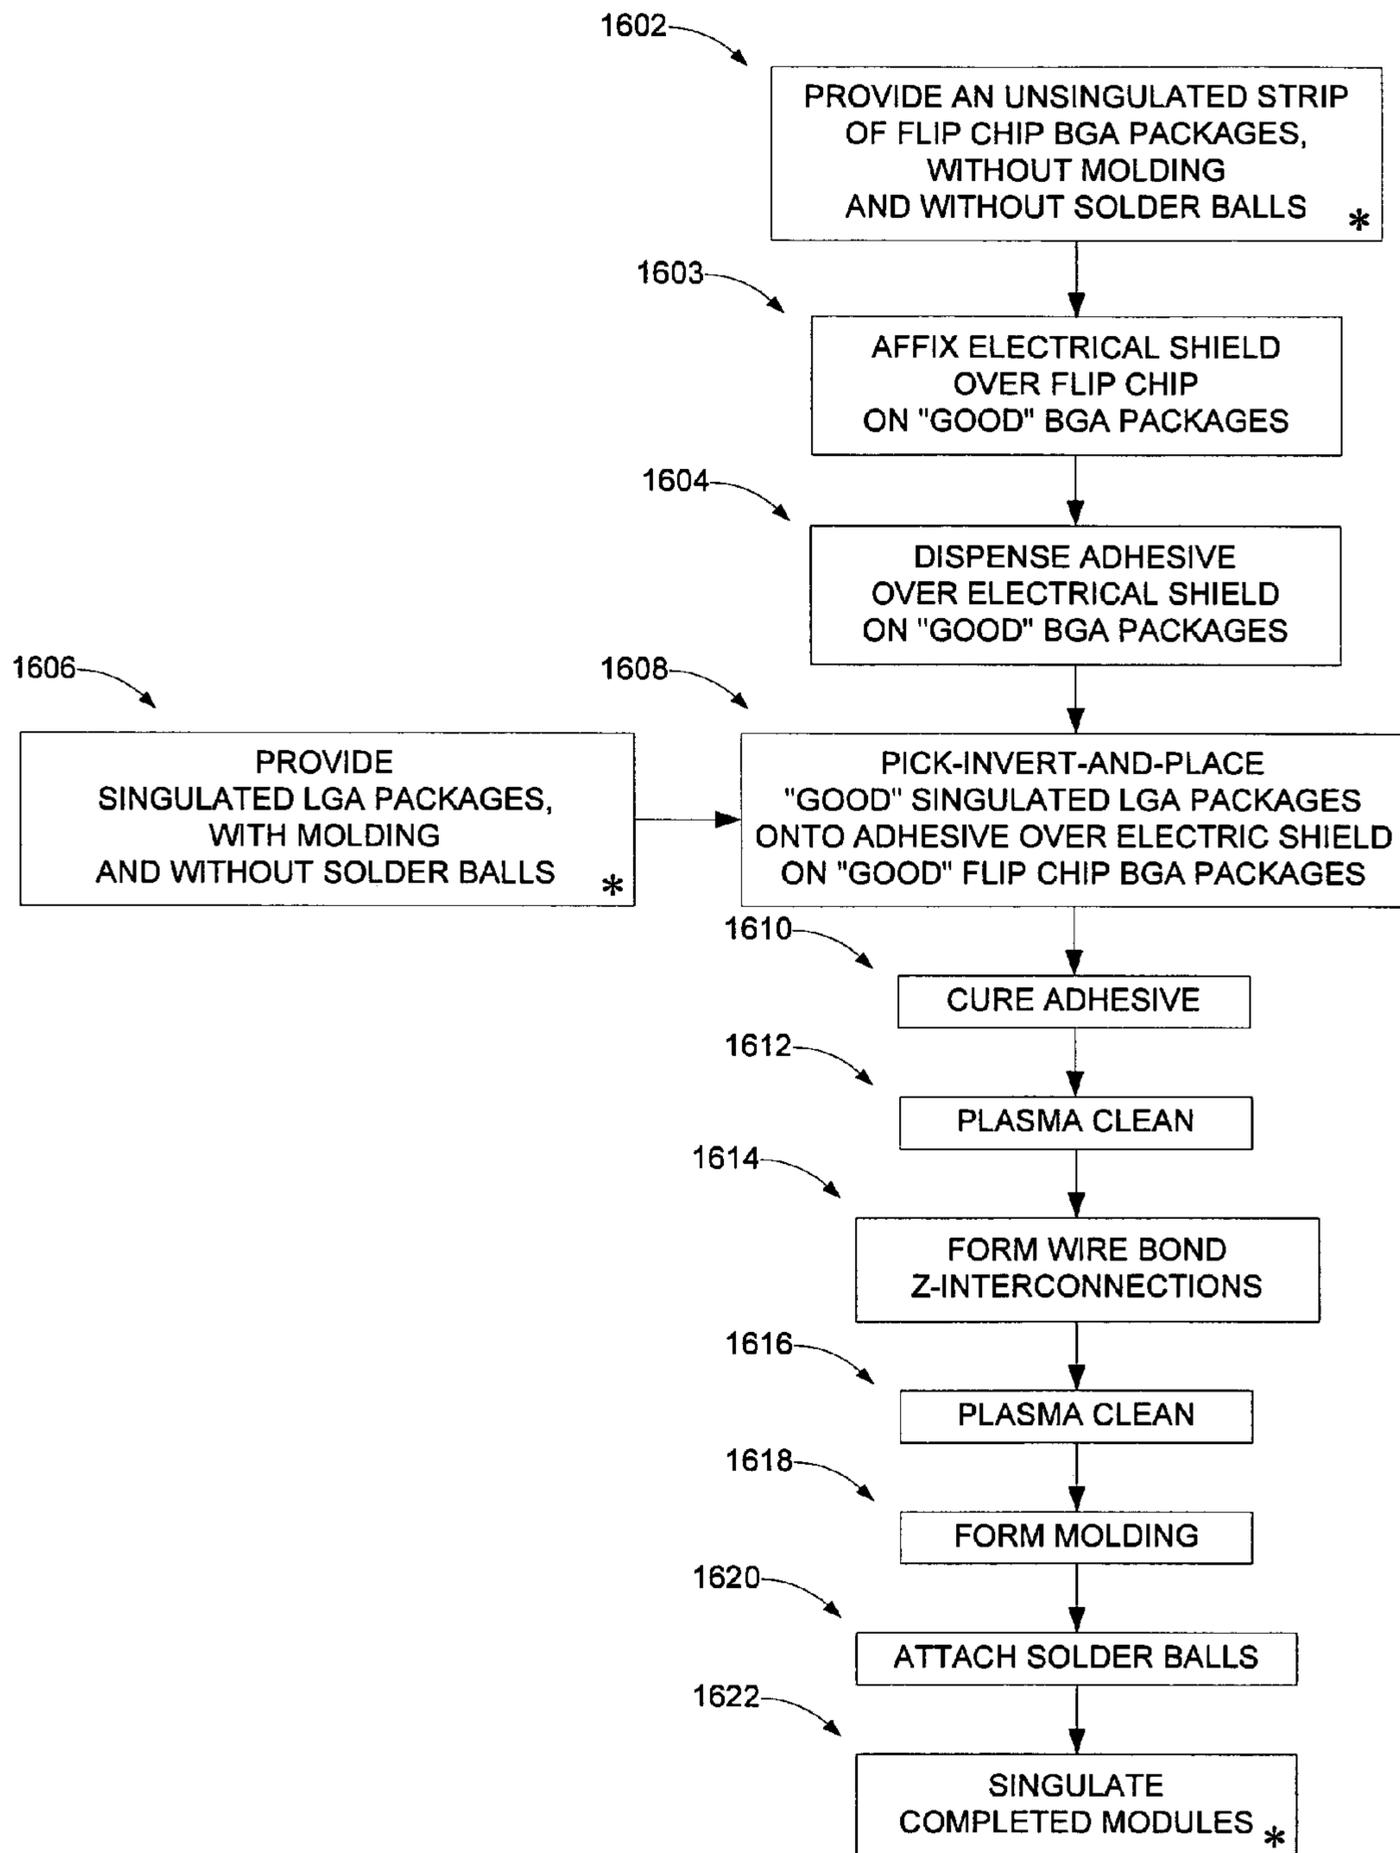 1602
PROVIDE AN UNSINGULATED STRIP
OF FLIP CHIP BGA PACKAGES,
WITHOUT MOLDING
AND WITHOUT SOLDER BALLS *
1603
AFFIX ELECTRICAL SHIELD
OVER FLIP CHIP
ON "GOOD" BGA PACKAGES
1604
DISPENSE ADHESIVE
OVER ELECTRICAL SHIELD
ON "GOOD" BGA PACKAGES
1606
PROVIDE
SINGULATED LGA PACKAGES,
WITH MOLDING
AND WITHOUT SOLDER BALLS *
1608
PICK-INVERT-AND-PLACE
"GOOD" SINGULATED LGA PACKAGES
ONTO ADHESIVE OVER ELECTRIC SHIELD
ON "GOOD" FLIP CHIP BGA PACKAGES
1610
CURE ADHESIVE
1612
PLASMA CLEAN
1614
FORM WIRE BOND
Z-INTERCONNECTIONS
1616
PLASMA CLEAN
1618
FORM MOLDING
1620
ATTACH SOLDER BALLS
1622
SINGULATE
COMPLETED MODULES *